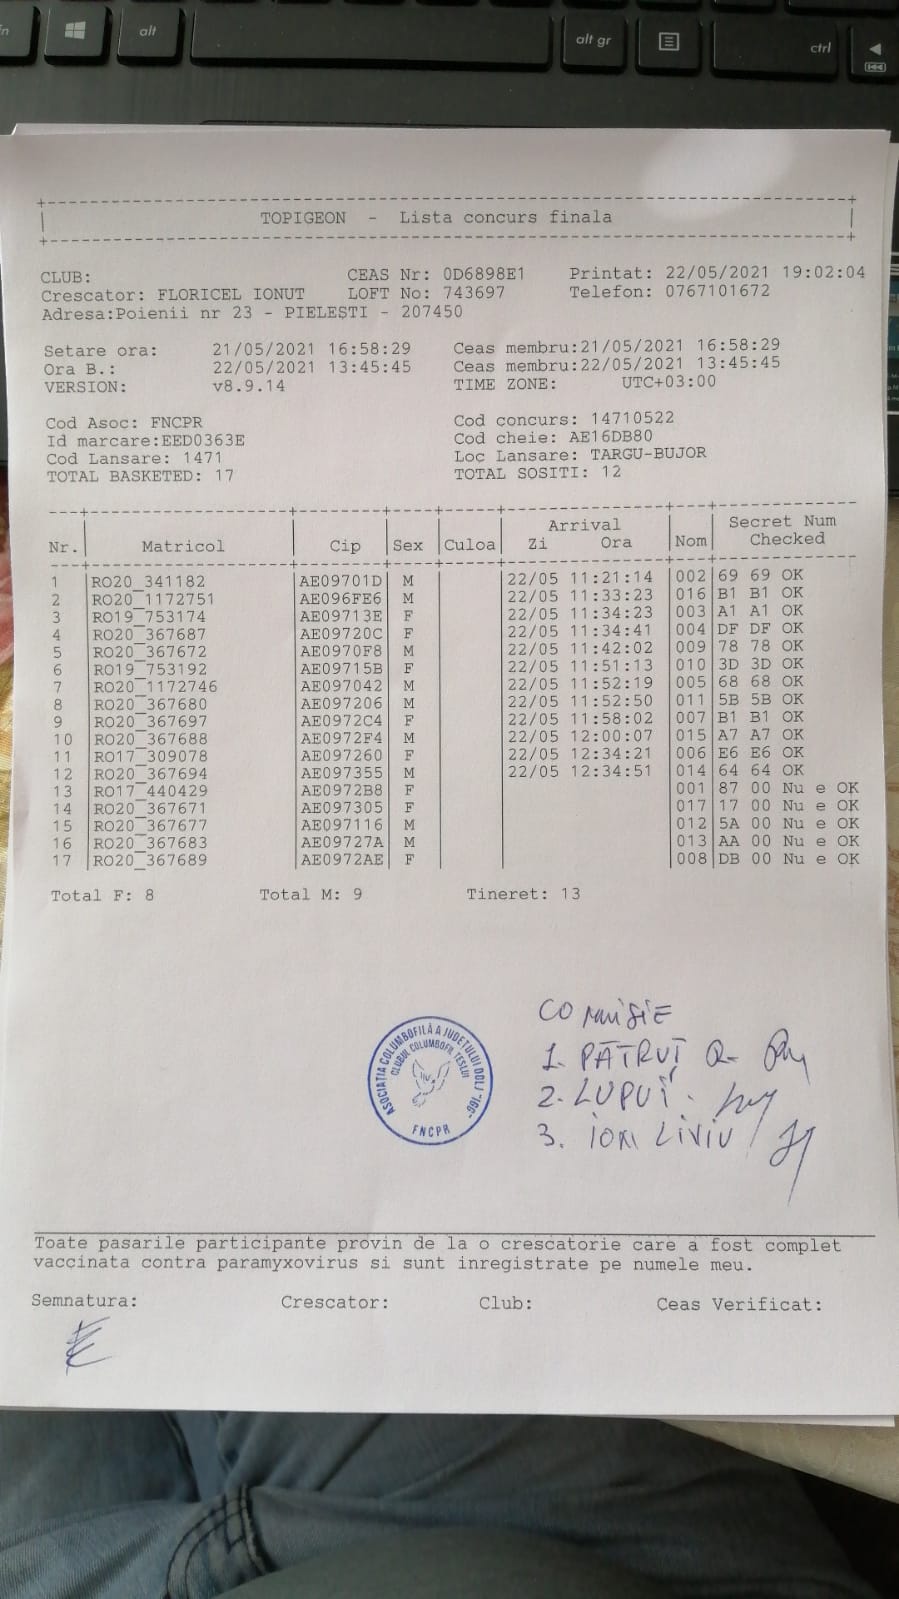 alt
alt gr
ctrl
TOPIGEON - Lista concurs finala
CLUB: CEAS Nr: 0D6898E1 Printat: 22/05/2021 19:02:04
Crescator: FLORICEL IONUT LOFT No: 743697 Telefon: 0767101672
Adresa:Poienii nr 23 - PIELEȘTI - 207450
Setare ora: 21/05/2021 16:58:29 Ceas membru:21/05/2021 16:58:29
Ora B.: 22/05/2021 13:45:45 Ceas membru:22/05/2021 13:45:45
VERSION: v8.9.14 TIME ZONE: UTC+03:00
Cod Asoc: FNCPR Cod concurs: 14710522
Id marcare:EED0363E Cod cheie: AE16DB80
Cod Lansare: 1471 Loc Lansare: TARGU-BUJOR
TOTAL BASKETED: 17 TOTAL SOSITI: 12
Arrival Secret Num
Nr. Matricol Cip Sex Culoa Zi Ora Nom Checked
1 RO20_341182 AE09701D M 22/05 11:21:14 002 69 69 OK
2 RO20_1172751 AE096FE6 M 22/05 11:33:23 016 B1 B1 OK
3 RO19_753174 AE09713E F 22/05 11:34:23 003 A1 A1 OK
4 RO20_367687 AE09720C F 22/05 11:34:41 004 DF DF OK
5 RO20_367672 AE0970F8 M 22/05 11:42:02 009 78 78 OK
6 RO19_753192 AE09715B F 22/05 11:51:13 010 3D 3D OK
7 RO20_1172746 AE097042 M 22/05 11:52:19 005 68 68 OK
8 RO20_367680 AE097206 M 22/05 11:52:50 011 5B 5B OK
9 RO20_367697 AE0972C4 F 22/05 11:58:02 007 B1 B1 OK
10 RO20_367688 AE0972F4 M 22/05 12:00:07 015 A7 A7 OK
11 RO17_309078 AE097260 F 22/05 12:34:21 006 E6 E6 OK
12 RO20_367694 AE097355 M 22/05 12:34:51 014 64 64 OK
13 RO17_440429 AE0972B8 F 001 87 00 Nu e OK
14 RO20_367671 AE097305 F 017 17 00 Nu e OK
15 RO20_367677 AE097116 M 012 5A 00 Nu e OK
16 RO20_367683 AE09727A M 013 AA 00 Nu e OK
17 RO20_367689 AE0972AE F 008 DB 00 Nu e OK
Total F: 8 Total M: 9 Tineret: 13
ASOCIAȚIA COLUMBOFILĂ A JUDEȚULUI DOLJ
CLUBUL COLUMBOFIL
FNCPR
COMISIE
1. PĂTRUȚ
2. LUPUȚ
3. ION LIVIU
Toate pasarile participante provin de la o crescatorie care a fost complet
vaccinata contra paramyxovirus si sunt inregistrate pe numele meu.
Semnatura: Crescator: Club: Ceas Verificat: